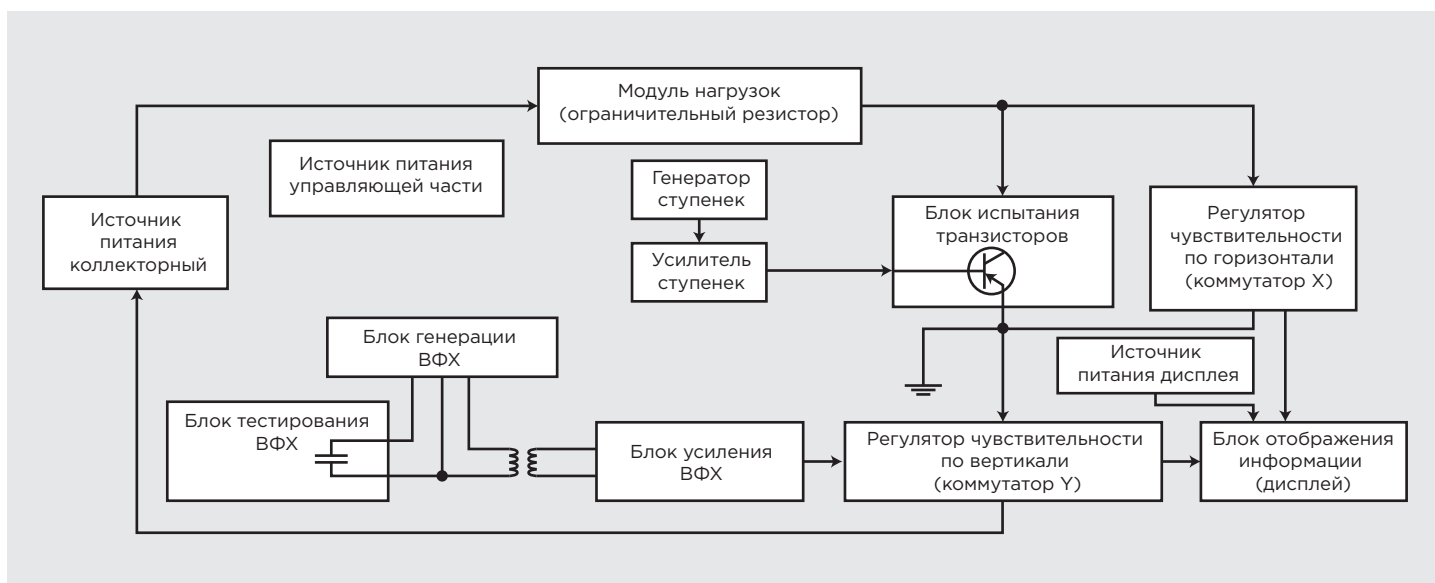 Модуль нагрузок
(ограничительный резистор)
Источник питания
управляющей части
Генератор
ступенек
Источник
питания
коллекторный
Блок испытания
транзисторов
Регулятор
чувствительности
по горизонтали
(коммутатор X)
Усилитель
ступенек
Блок генерации
ВФХ
Источник
питания дисплея
Блок тестирования
ВФХ
Блок усиления
ВФХ
Регулятор чувствительности
по вертикали
(коммутатор Y)
Блок отображения
информации
(дисплей)